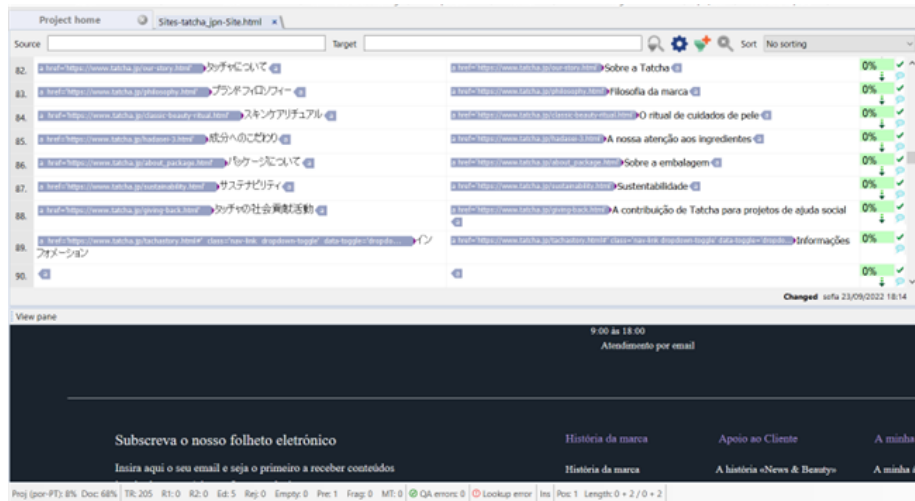 Project home
Sites-tatcha_jpn-Site.html
Source
Target
Sort
No sorting
82.
a href='https://www.tatcha.jp/our-story.html'
タッチャについて
a
a href='https://www.tatcha.jp/our-story.html'
Sobre a Tatcha
a
0%
83.
a href='https://www.tatcha.jp/philosophy.html'
ブランドフィロソフィー
a
a href='https://www.tatcha.jp/philosophy.html'
Filosofia da marca
a
0%
84.
a href='https://www.tatcha.jp/classic-beauty-ritual.html'
スキンケアリチュアル
a
a href='https://www.tatcha.jp/classic-beauty-ritual.html'
O ritual de cuidados de pele
a
0%
85.
a href='https://www.tatcha.jp/hadasei-3.html'
成分へのこだわり
a
a href='https://www.tatcha.jp/hadasei-3.html'
A nossa atenção aos ingredientes
a
0%
86.
a href='https://www.tatcha.jp/about_package.html'
パッケージについて
a
a href='https://www.tatcha.jp/about_package.html'
Sobre a embalagem
a
0%
87.
a href='https://www.tatcha.jp/sustainability.html'
サステナビリティ
a
a href='https://www.tatcha.jp/sustainability.html'
Sustentabilidade
a
0%
88.
a href='https://www.tatcha.jp/giving-back.html'
タッチャの社会貢献活動
a
a href='https://www.tatcha.jp/giving-back.html'
A contribuição de Tatcha para projetos de ajuda social
a
0%
89.
a href='https://www.tatcha.jp/tachastory.html#' class='nav-link dropdown-toggle' data-toggle='dropdo...
イン
フォメーション
a href='https://www.tatcha.jp/tachastory.html#' class='nav-link dropdown-toggle' data-toggle='dropdo...
Informações
0%
90.
a
a
0%
Changed sofia 23/09/2022 18:14
View pane
9:00 às 18:00
Atendimento por email
Subscreva o nosso folheto eletrónico
História da marca
Apoio ao Cliente
A minha
Insira aqui o seu email e seja o primeiro a receber conteúdos
História da marca
A história «News & Beauty»
A minha
Proj (por-PT): 8% Doc: 68% TR: 205 R1: 0 R2: 0 Ed: 5 Rej: 0 Empty: 0 Pre: 1 Frag: 0 MT: 0 QA errors: 0 Lookup error Ins Pos: 1 Length: 0 + 2 / 0 + 2